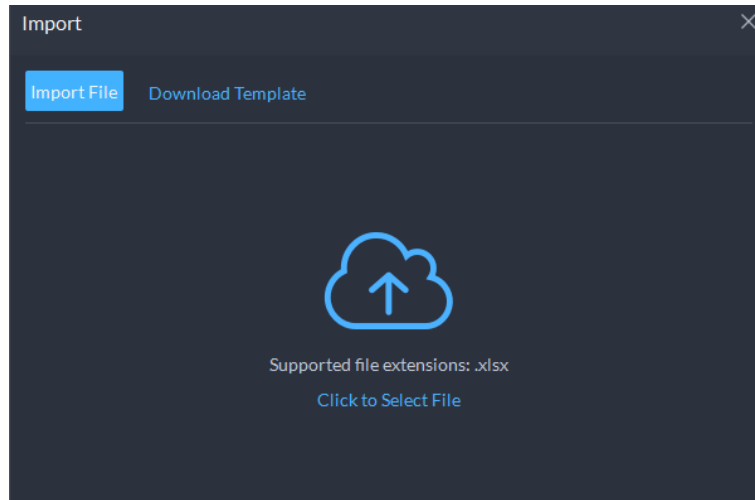 Import
Import File
Download Template
Supported file extensions: .xlsx
Click to Select File